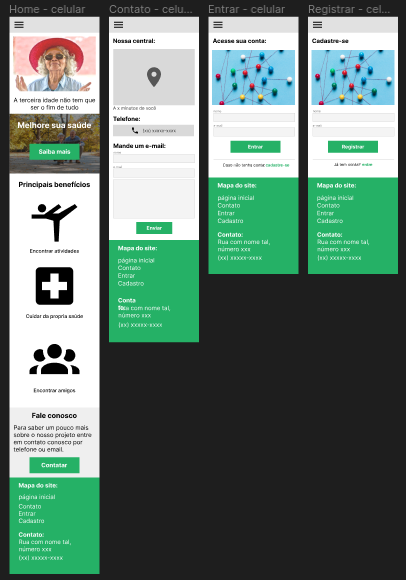 Home - celular
A terceira idade não tem que
ser o fim de tudo
Melhore sua saúde
Saiba mais
Principais benefícios
Encontrar atividades
Cuidar da propria saúde
Encontrar amigos
Fale conosco
Para saber um pouco mais
sobre o nosso projeto entre
em contato conosco por
telefone ou email.
Contatar
Mapa do site:
página inicial
Contato
Entrar
Cadastro
Contato:
Rua com nome tal,
número xxx
(xx) xxxxx-xxxx
Contato - celu...
Nossa central:
A x minutos de você
Telefone:
(xx) xxxxx-xxxx
Mande um e-mail:
Enviar
Mapa do site:
página inicial
Contato
Entrar
Cadastro
Conta
Rua com nome tal,
número xxx
(xx) xxxxx-xxxx
Entrar - celular
Acesse sua conta:
Entrar
Caso não tenha conta: cadastre-se
Mapa do site:
página inicial
Contato
Entrar
Cadastro
Contato:
Rua com nome tal,
número xxx
(xx) xxxxx-xxxx
Registrar - cel...
Cadastre-se
Registrar
Já tem conta? entrar
Mapa do site:
página inicial
Contato
Entrar
Cadastro
Contato:
Rua com nome tal,
número xxx
(xx) xxxxx-xxxx